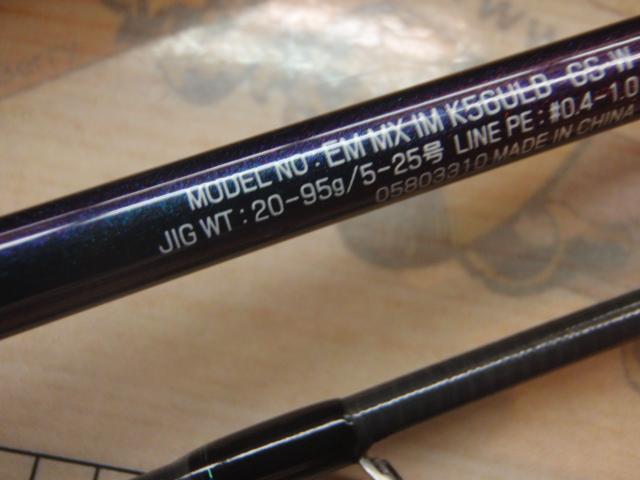 MODEL NO. EM MX IM K56ULB-GS·W
JIG WT : 20-95g/5-25号 LINE PE : #0.4-1.0
05803310 MADE IN CHINA